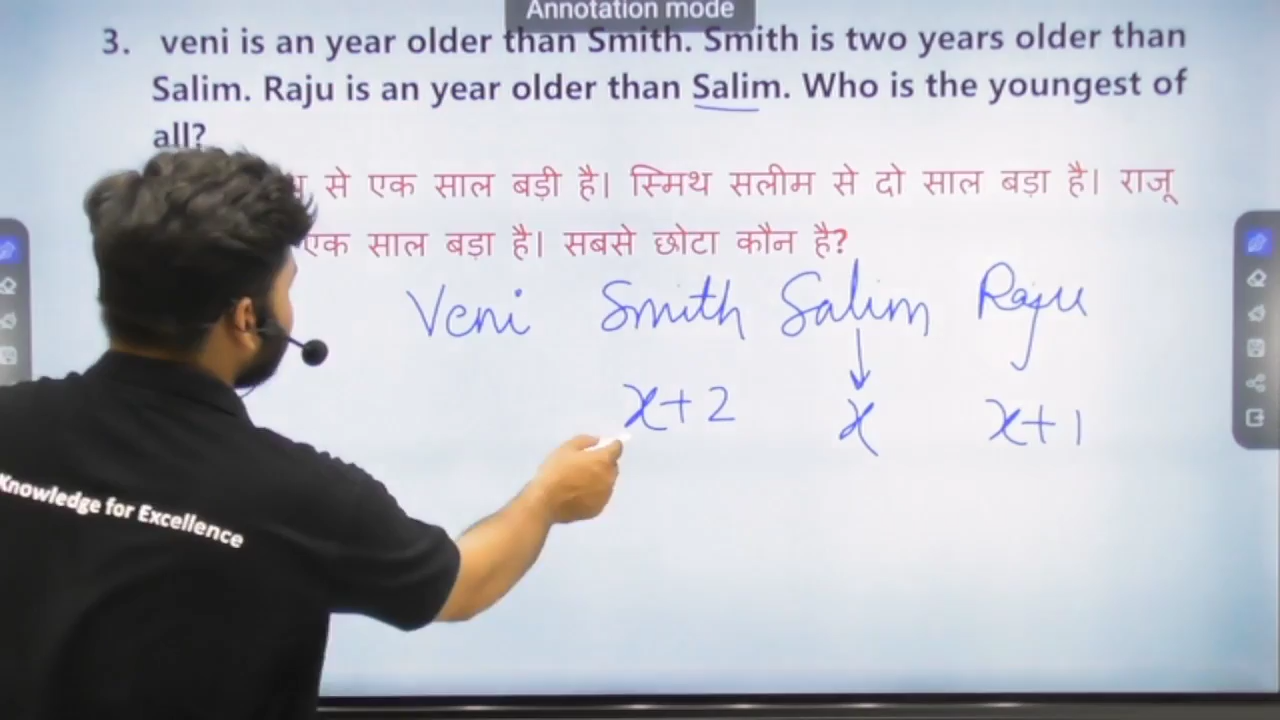 Annotation mode
3. veni is an year older than Smith. Smith is two years older than
Salim. Raju is an year older than Salim. Who is the youngest of
all?
से एक साल बड़ी है। स्मिथ सलीम से दो साल बड़ा है। राजू
एक साल बड़ा है। सबसे छोटा कौन है?
Veni Smith Salim Raju
x+2 x x+1
Knowledge for Excellence